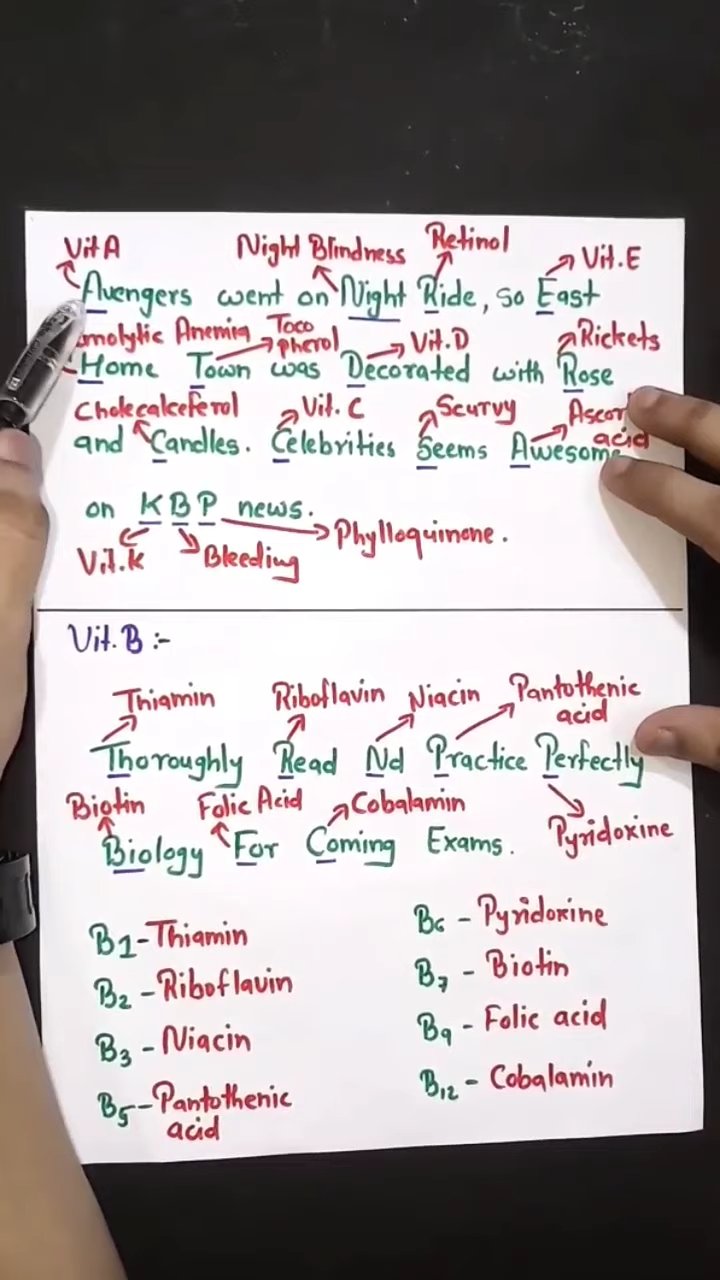 Vit A Night Blindness Retinol Vit.E
Avengers went on Night Ride, so East
Anemia Tocopherol Vit.D Rickets
Home Town was Decorated with Rose
Cholecalceferol Vit.C Scurvy acid
and Candles. Celebrities Seems Awesome
on KBP news.
Vit.K Bleeding Phylloquinone.
Vit.B :-
Thiamin Riboflavin Niacin Pantothenic acid
Thoroughly Read Nd Practice Perfectly
Biotin Folic Acid Cobalamin Pyridoxine
Biology For Coming Exams.
B1-Thiamin
B2-Riboflavin
B3-Niacin
B5-Pantothenic
acid
B6-Pyridoxine
B7-Biotin
B9-Folic acid
B12-Cobalamin